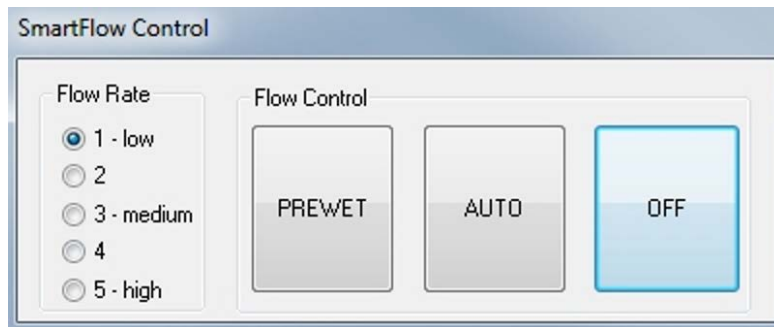 SmartFlow Control
Flow Rate
1 - low
2
3 - medium
4
5 - high
Flow Control
PREWET
AUTO
OFF